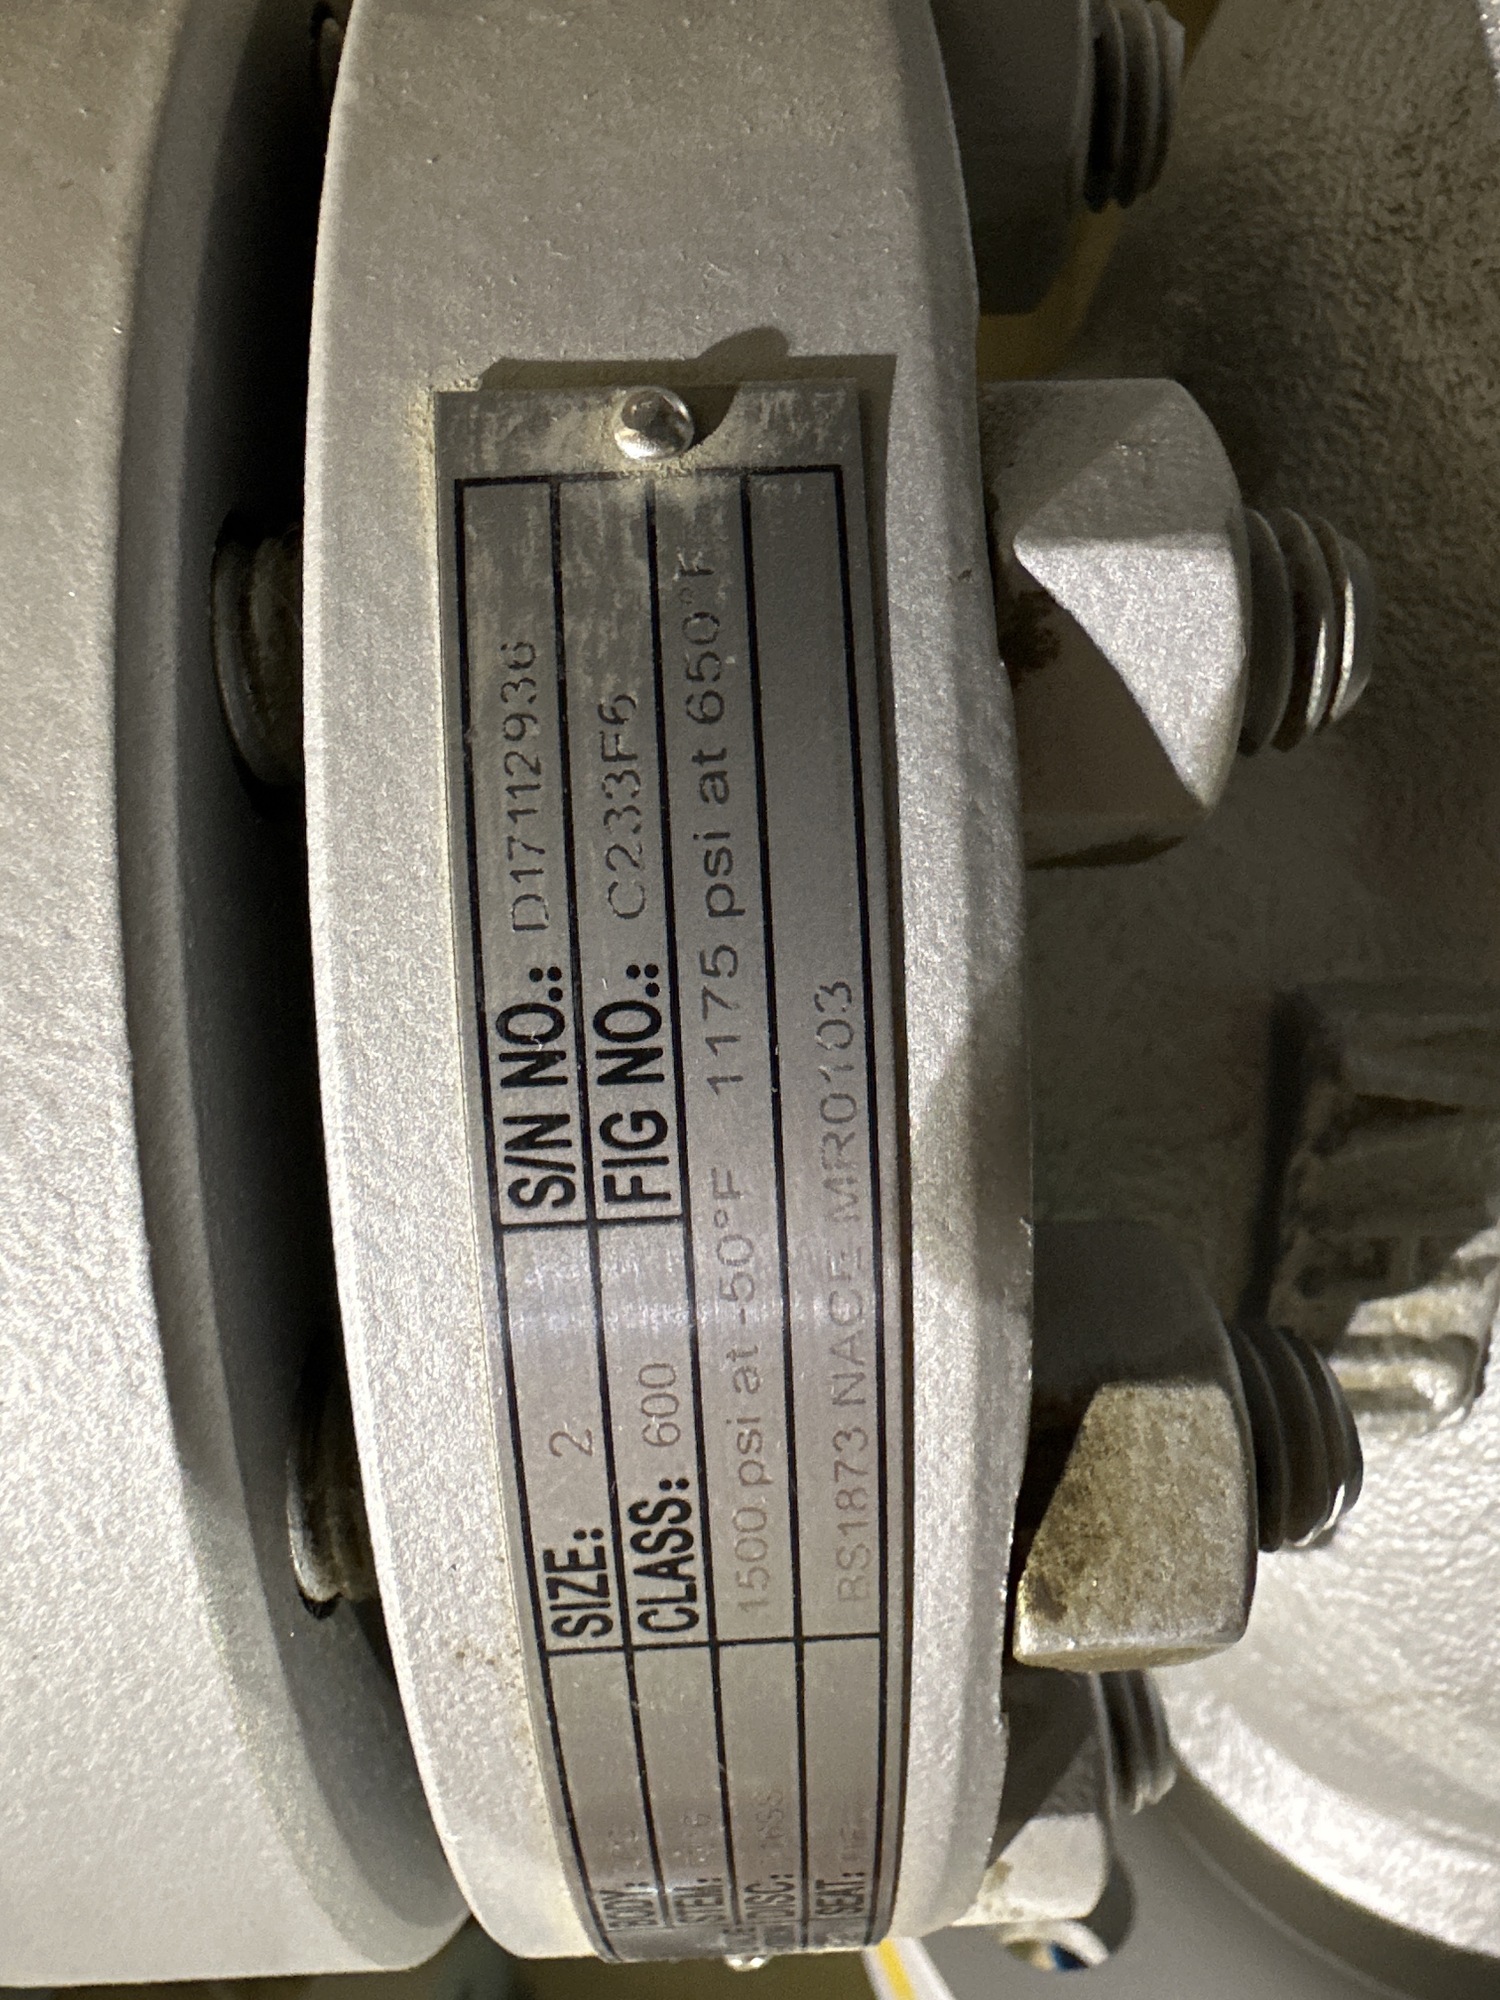 BODY: SIZE: 2 S/N NO.: D17112936
STEM: CLASS: 600 FIG NO.: C233F6
DISC: 1500 psi at -50°F 1175 psi at 650°F
SEAT: BS1873 NACE MR0103